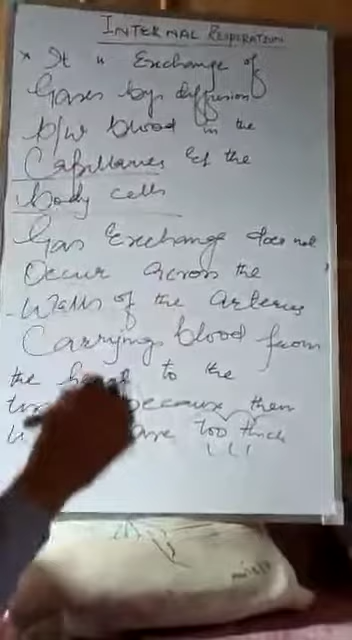 INTERNAL RESPIRATION
* It is Exchange of
Gases by diffusion
b/w blood in the
Capillaries & the
body cells
Gas Exchange does not
Occur across the
walls of the arteries
Carrying blood from
the heart to the
because their
are too thick